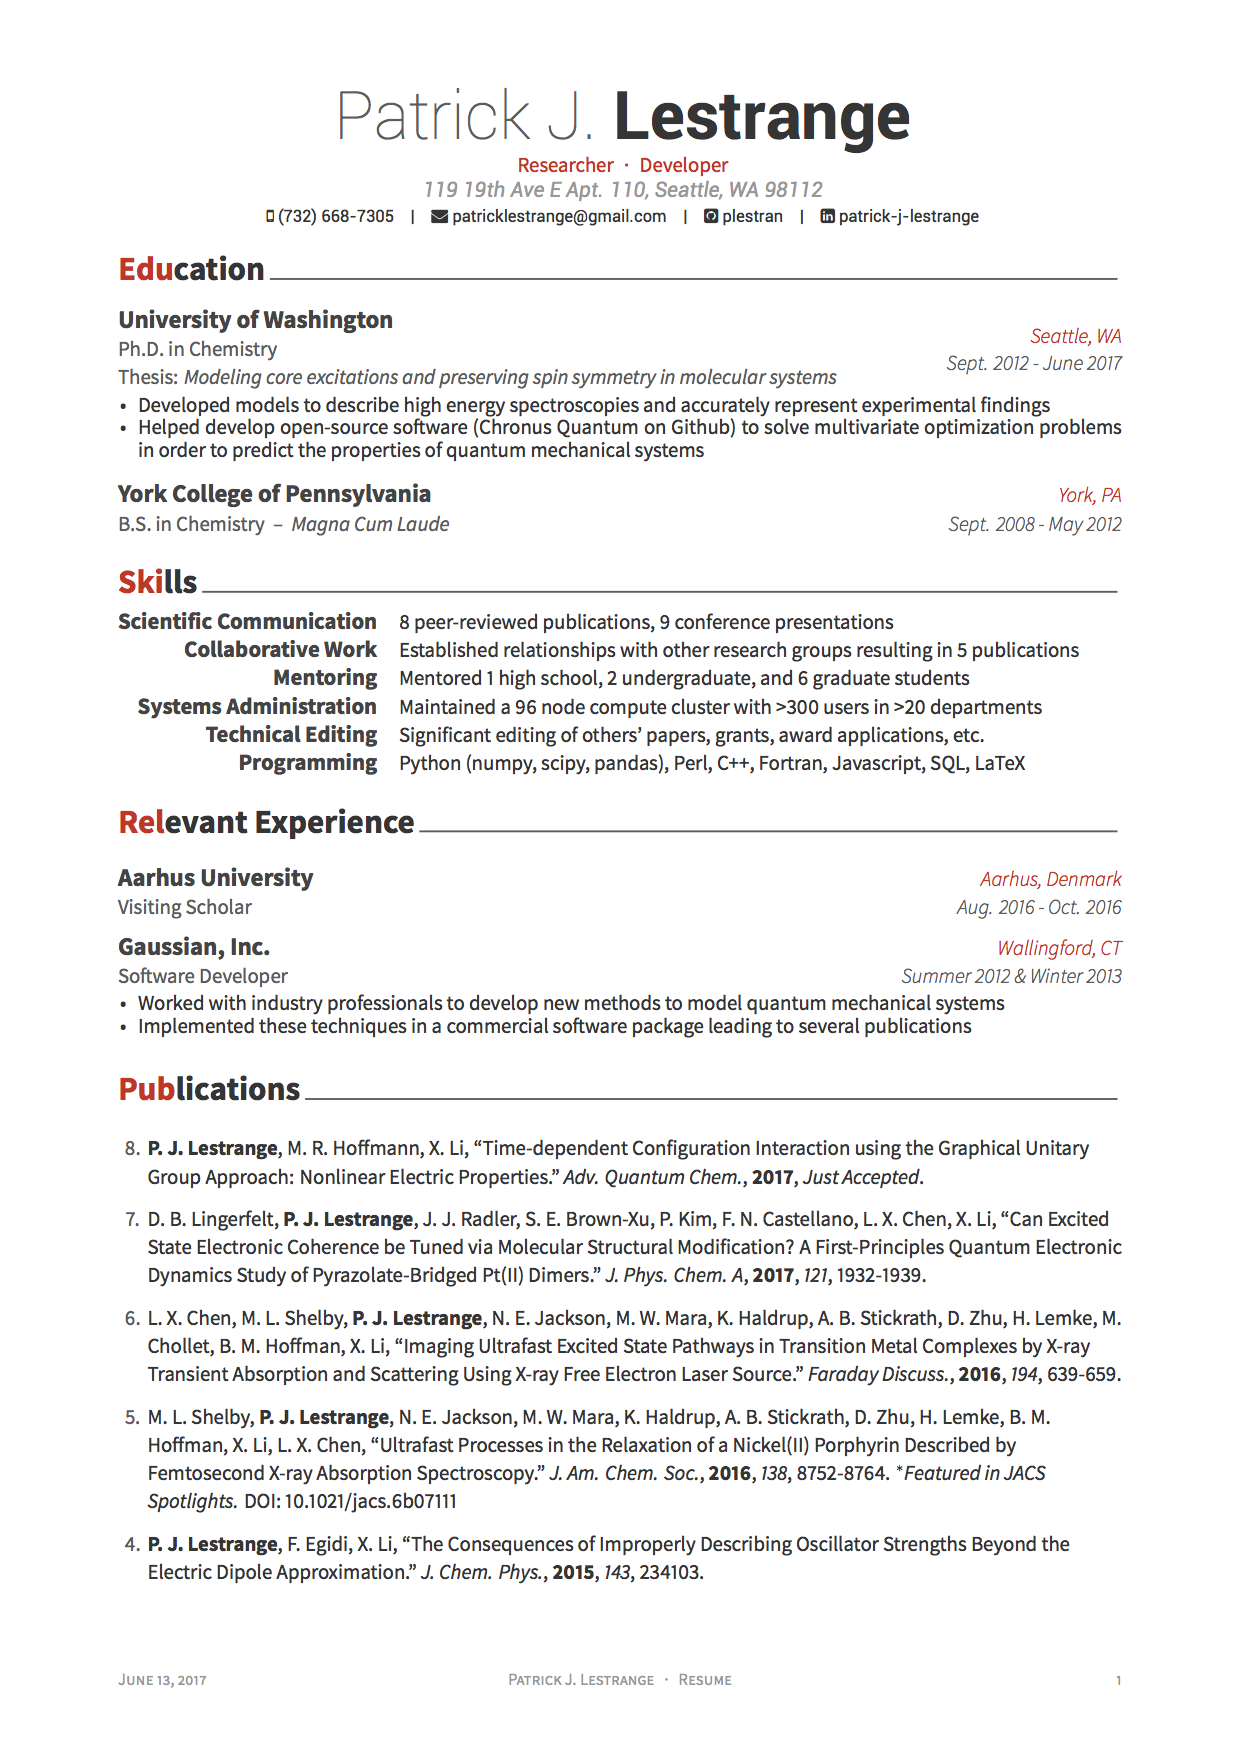 Patrick J. Lestrange
Researcher · Developer
119 19th Ave E Apt. 110, Seattle, WA 98112
(732) 668-7305 | patricklestrange@gmail.com | plestran | patrick-j-lestrange
Education
University of Washington
Seattle, WA
Ph.D. in Chemistry
Sept. 2012 - June 2017
Thesis: Modeling core excitations and preserving spin symmetry in molecular systems
• Developed models to describe high energy spectroscopies and accurately represent experimental findings
• Helped develop open-source software (Chronus Quantum on Github) to solve multivariate optimization problems
in order to predict the properties of quantum mechanical systems
York College of Pennsylvania York, PA
B.S. in Chemistry – Magna Cum Laude Sept. 2008 - May 2012
Skills
Scientific Communication 8 peer-reviewed publications, 9 conference presentations
Collaborative Work Established relationships with other research groups resulting in 5 publications
Mentoring Mentored 1 high school, 2 undergraduate, and 6 graduate students
Systems Administration Maintained a 96 node compute cluster with >300 users in >20 departments
Technical Editing Significant editing of others’ papers, grants, award applications, etc.
Programming Python (numpy, scipy, pandas), Perl, C++, Fortran, Javascript, SQL, LaTeX
Relevant Experience
Aarhus University Aarhus, Denmark
Visiting Scholar Aug. 2016 - Oct. 2016
Gaussian, Inc. Wallingford, CT
Software Developer Summer 2012 & Winter 2013
• Worked with industry professionals to develop new methods to model quantum mechanical systems
• Implemented these techniques in a commercial software package leading to several publications
Publications
8. P. J. Lestrange, M. R. Hoffmann, X. Li, “Time-dependent Configuration Interaction using the Graphical Unitary
Group Approach: Nonlinear Electric Properties.” Adv. Quantum Chem., 2017, Just Accepted.
7. D. B. Lingerfelt, P. J. Lestrange, J. J. Radler, S. E. Brown-Xu, P. Kim, F. N. Castellano, L. X. Chen, X. Li, “Can Excited
State Electronic Coherence be Tuned via Molecular Structural Modification? A First-Principles Quantum Electronic
Dynamics Study of Pyrazolate-Bridged Pt(II) Dimers.” J. Phys. Chem. A, 2017, 121, 1932-1939.
6. L. X. Chen, M. L. Shelby, P. J. Lestrange, N. E. Jackson, M. W. Mara, K. Haldrup, A. B. Stickrath, D. Zhu, H. Lemke, M.
Chollet, B. M. Hoffman, X. Li, “Imaging Ultrafast Excited State Pathways in Transition Metal Complexes by X-ray
Transient Absorption and Scattering Using X-ray Free Electron Laser Source.” Faraday Discuss., 2016, 194, 639-659.
5. M. L. Shelby, P. J. Lestrange, N. E. Jackson, M. W. Mara, K. Haldrup, A. B. Stickrath, D. Zhu, H. Lemke, B. M.
Hoffman, X. Li, L. X. Chen, “Ultrafast Processes in the Relaxation of a Nickel(II) Porphyrin Described by
Femtosecond X-ray Absorption Spectroscopy.” J. Am. Chem. Soc., 2016, 138, 8752-8764. *Featured in JACS
Spotlights. DOI: 10.1021/jacs.6b07111
4. P. J. Lestrange, F. Egidi, X. Li, “The Consequences of Improperly Describing Oscillator Strengths Beyond the
Electric Dipole Approximation.” J. Chem. Phys., 2015, 143, 234103.
June 13, 2017 Patrick J. Lestrange · Resume 1